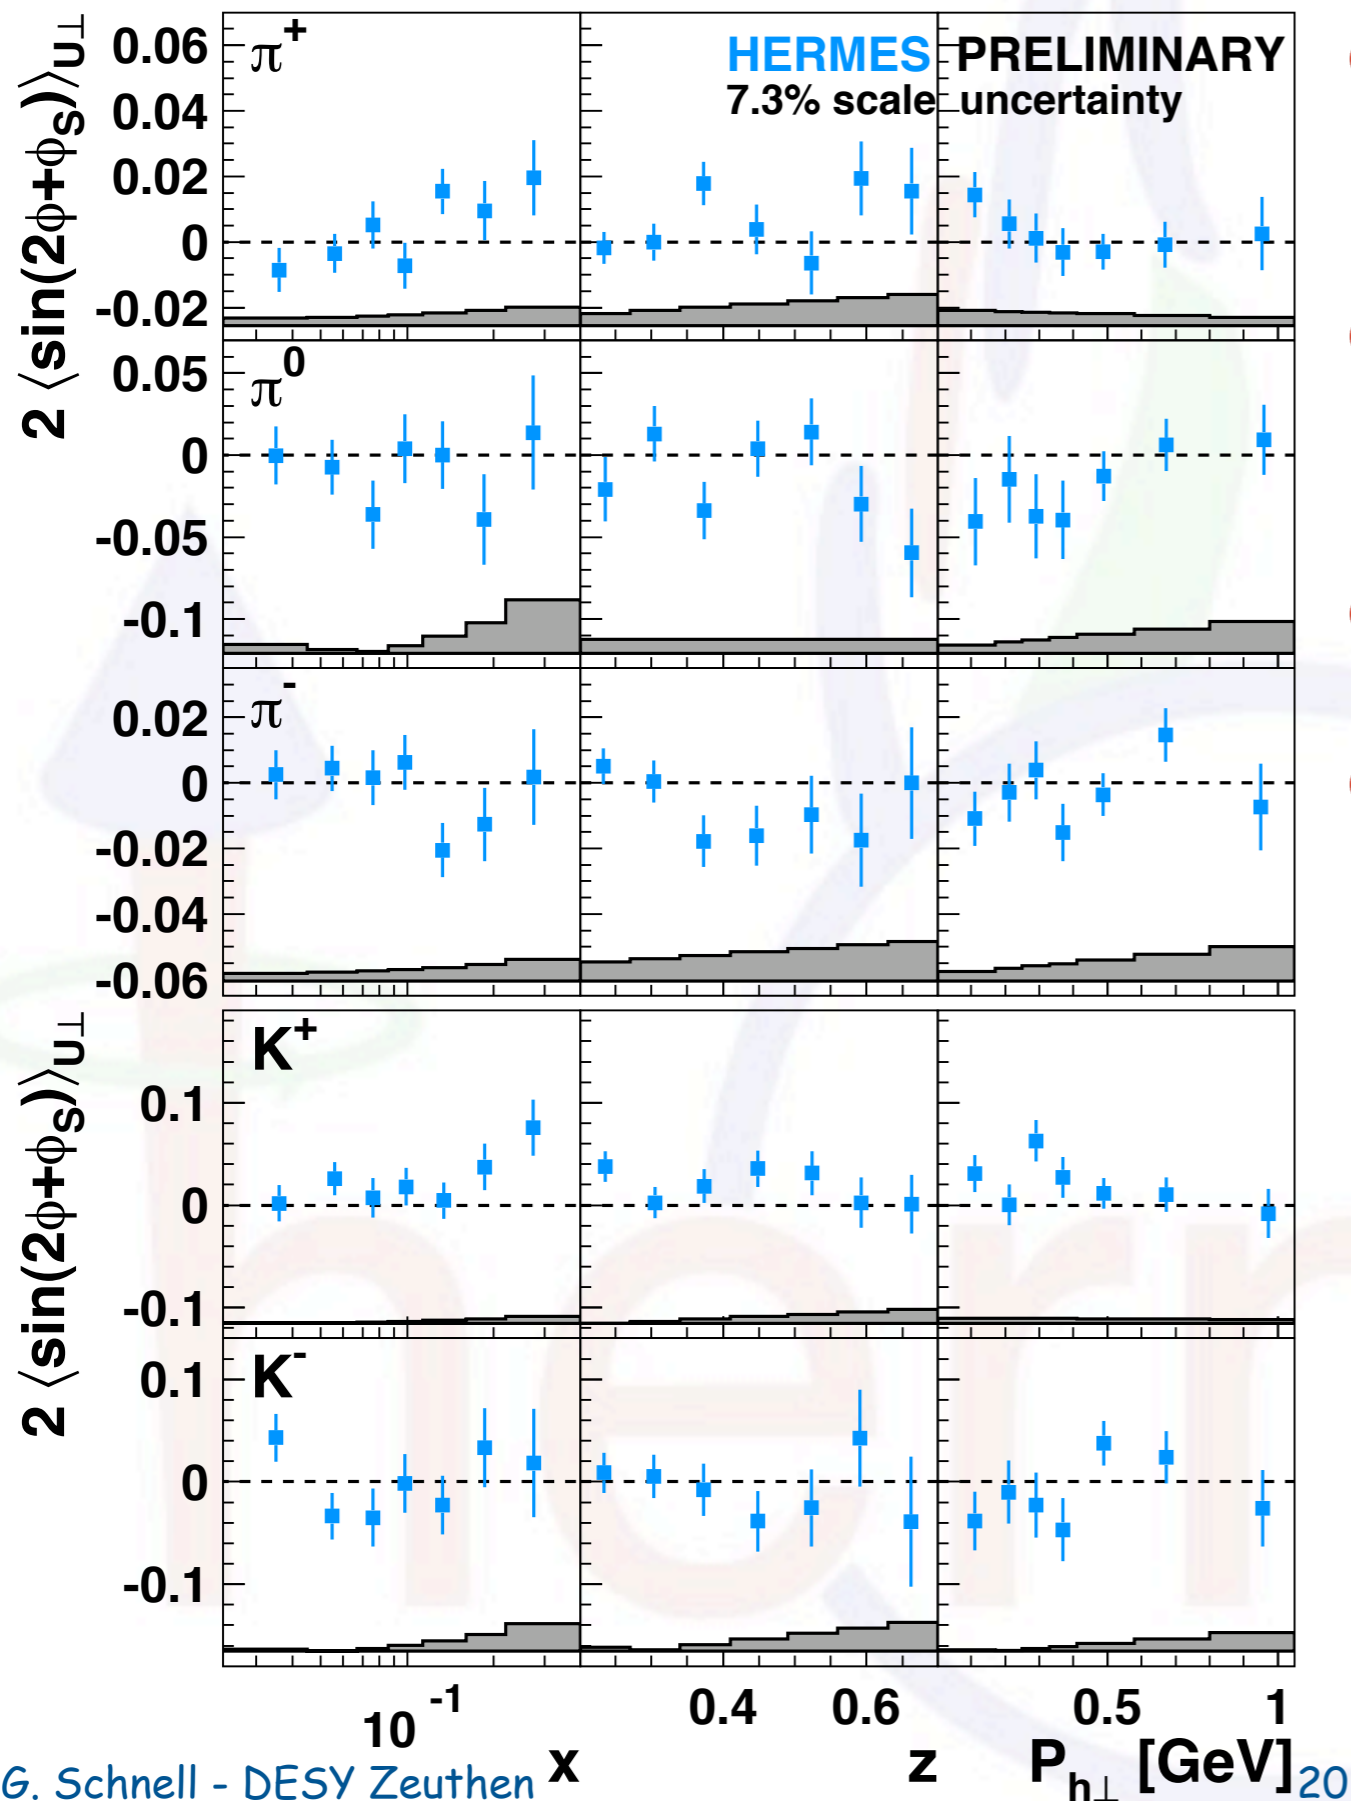 2 ⟨sin(2ϕ+ϕS)⟩U⊥
π+
HERMES PRELIMINARY
7.3% scale uncertainty
0.06
0.04
0.02
0
-0.02
π0
0.05
0
-0.05
-0.1
π-
0.02
0
-0.02
-0.04
-0.06
2 ⟨sin(2ϕ+ϕS)⟩U⊥
K+
0.1
0
-0.1
K-
0.1
0
-0.1
10-1 0.4 0.6 0.5 1
x z Ph⊥ [GeV]
G. Schnell - DESY Zeuthen 20
herm